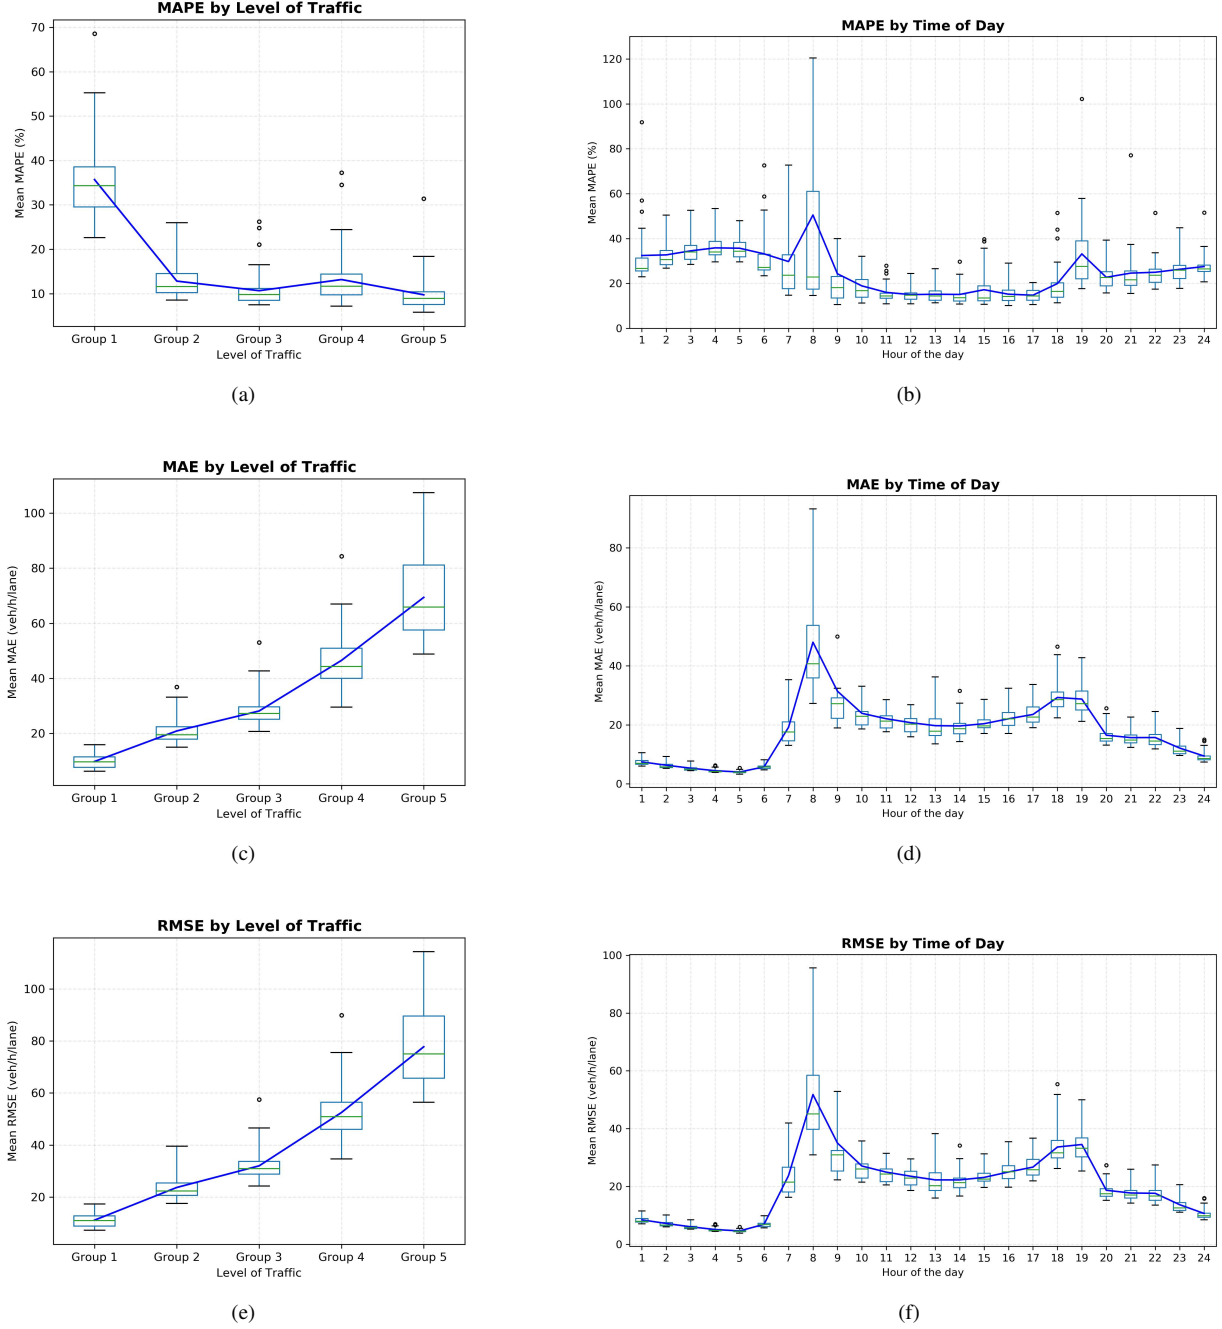 MAPE by Level of Traffic
70
60
50
40
30
20
10
Mean MAPE (%)
Group 1 Group 2 Group 3 Group 4 Group 5
Level of Traffic
(a)
MAPE by Time of Day
120
100
80
60
40
20
0
Mean MAPE (%)
1 2 3 4 5 6 7 8 9 10 11 12 13 14 15 16 17 18 19 20 21 22 23 24
Hour of the day
(b)
MAE by Level of Traffic
100
80
60
40
20
Mean MAE (veh/h/lane)
Group 1 Group 2 Group 3 Group 4 Group 5
Level of Traffic
(c)
MAE by Time of Day
80
60
40
20
0
Mean MAE (veh/h/lane)
1 2 3 4 5 6 7 8 9 10 11 12 13 14 15 16 17 18 19 20 21 22 23 24
Hour of the day
(d)
RMSE by Level of Traffic
100
80
60
40
20
Mean RMSE (veh/h/lane)
Group 1 Group 2 Group 3 Group 4 Group 5
Level of Traffic
(e)
RMSE by Time of Day
100
80
60
40
20
0
Mean RMSE (veh/h/lane)
1 2 3 4 5 6 7 8 9 10 11 12 13 14 15 16 17 18 19 20 21 22 23 24
Hour of the day
(f)